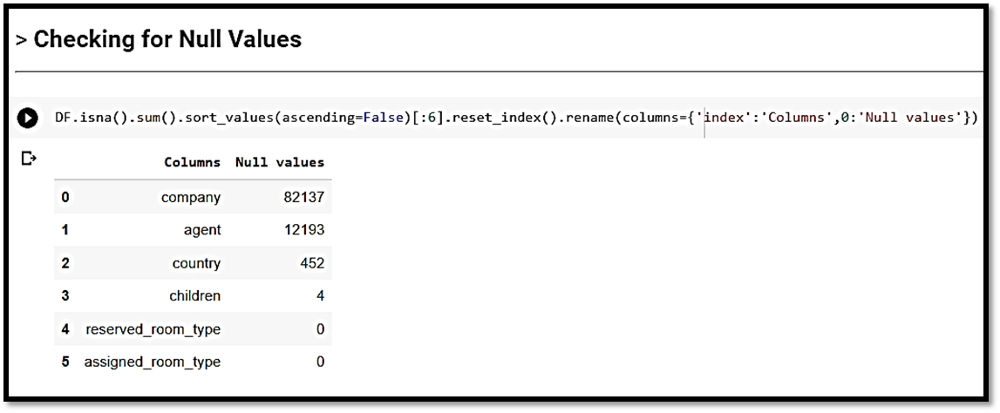 > Checking for Null Values
DF.isna().sum().sort_values(ascending=False)[:6].reset_index().rename(columns={'index':'Columns',0:'Null values'})
Columns Null values
0 company 82137
1 agent 12193
2 country 452
3 children 4
4 reserved_room_type 0
5 assigned_room_type 0